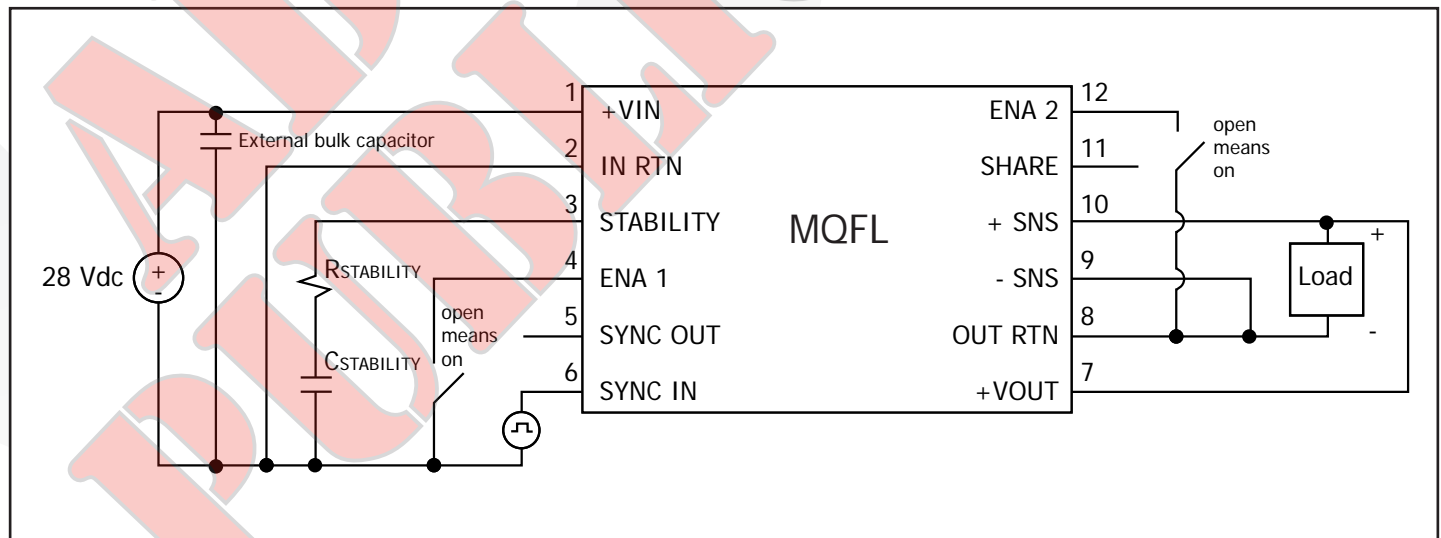 1
+VIN
External bulk capacitor
2
IN RTN
3
STABILITY
RSTABILITY
4
ENA 1
open
means
on
5
SYNC OUT
CSTABILITY
6
SYNC IN
28 Vdc
+
-
MQFL
12
ENA 2
open
means
on
11
SHARE
10
+ SNS
9
- SNS
8
OUT RTN
7
+VOUT
+
Load
-